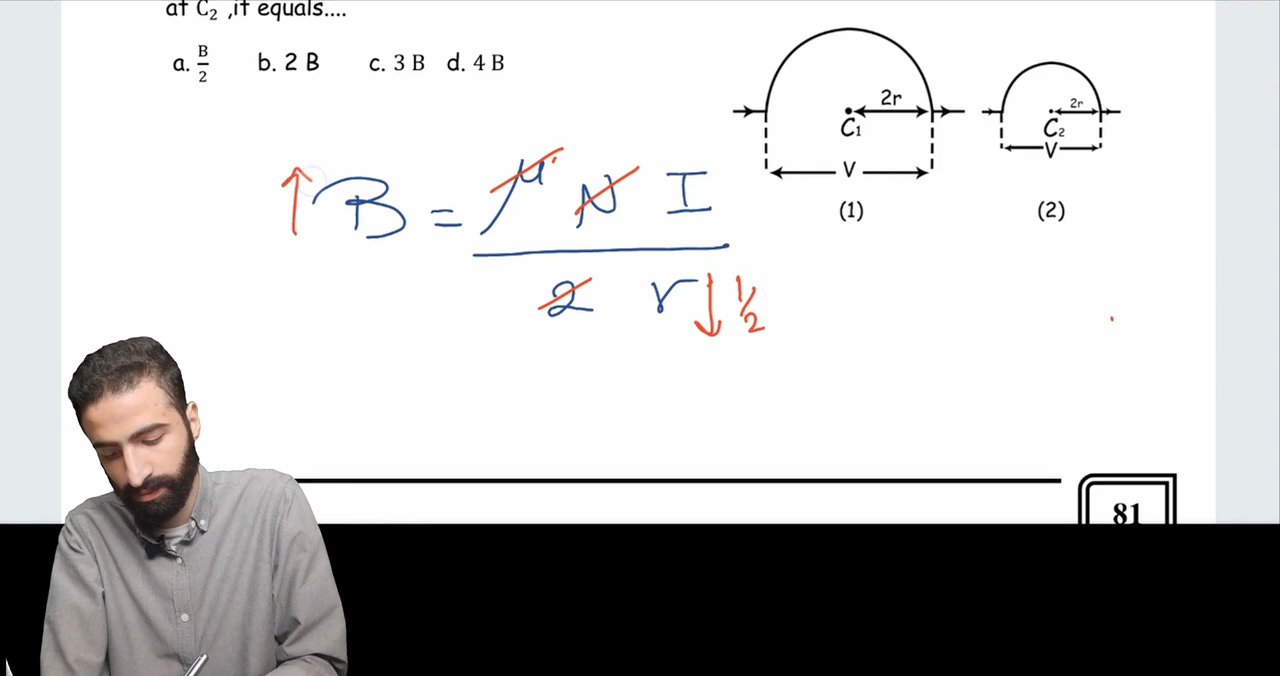 at C₂ ,it equals....
a. B/2 b. 2 B c. 3 B d. 4 B
2r
C₁
V
(1)
2r
C₂
V
(2)
↑ B = μ N I / 2 r ↓ 1/2
81